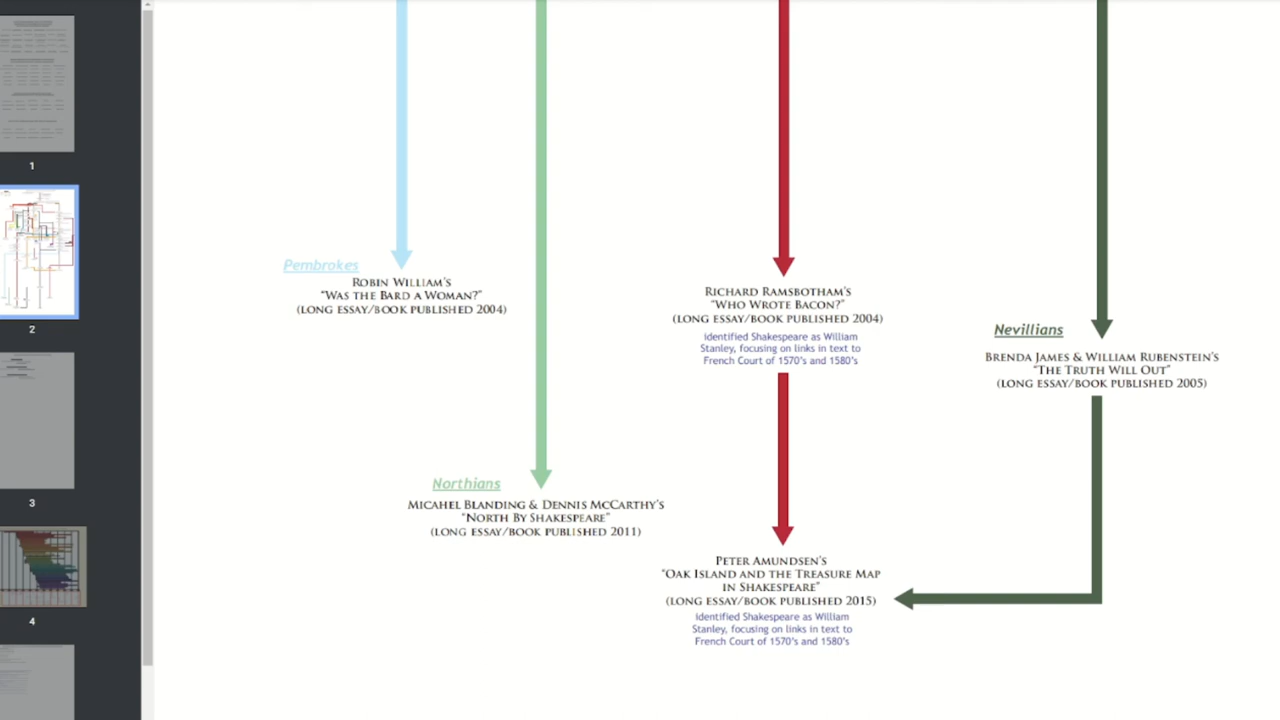 1
2
3
4
Pembrokes
ROBIN WILLIAM'S
"WAS THE BARD A WOMAN?"
(LONG ESSAY/BOOK PUBLISHED 2004)
Northians
MICAHEL BLANDING & DENNIS MCCARTHY'S
"NORTH BY SHAKESPEARE"
(LONG ESSAY/BOOK PUBLISHED 2011)
RICHARD RAMSBOTHAM'S
"WHO WROTE BACON?"
(LONG ESSAY/BOOK PUBLISHED 2004)
identified Shakespeare as William
Stanley, focusing on links in text to
French Court of 1570's and 1580's
PETER AMUNDSEN'S
"OAK ISLAND AND THE TREASURE MAP
IN SHAKESPEARE"
(LONG ESSAY/BOOK PUBLISHED 2015)
identified Shakespeare as William
Stanley, focusing on links in text to
French Court of 1570's and 1580's
Nevillians
BRENDA JAMES & WILLIAM RUBENSTEIN'S
"THE TRUTH WILL OUT"
(LONG ESSAY/BOOK PUBLISHED 2005)